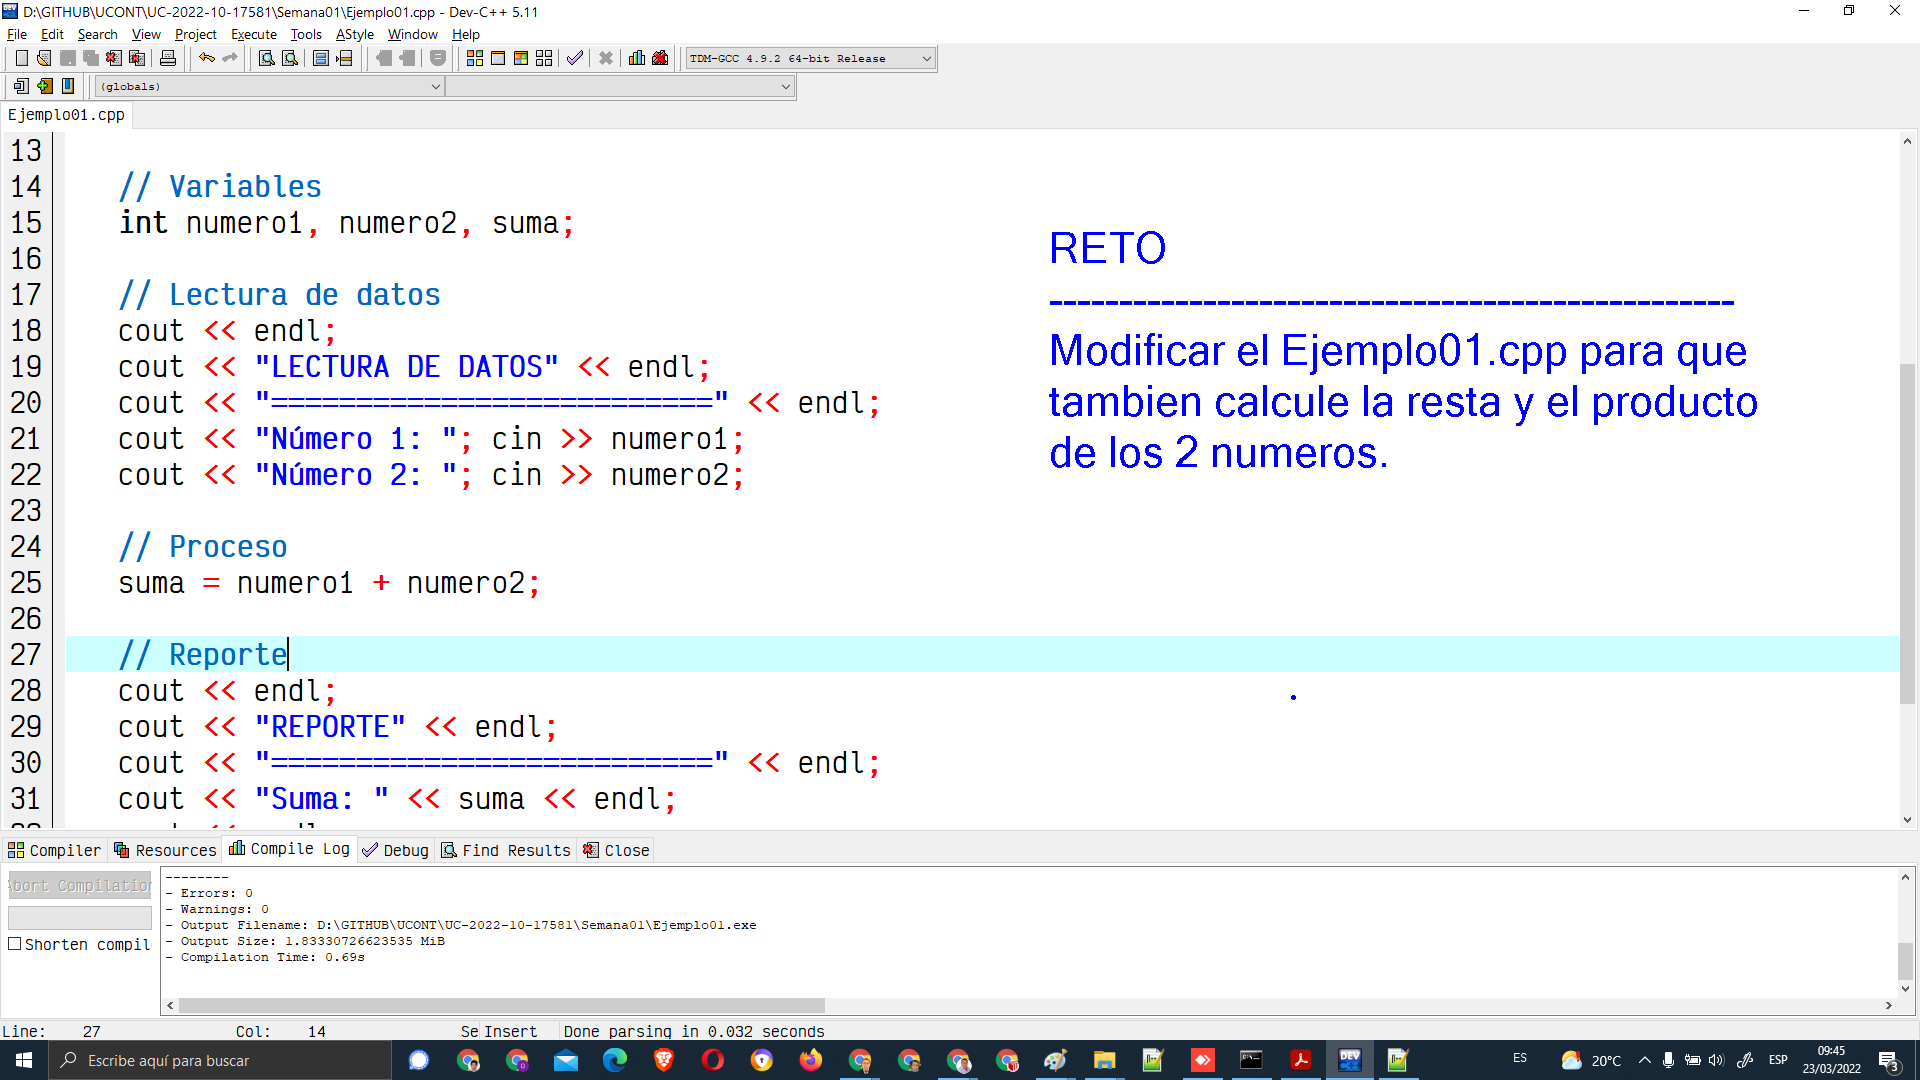 D:\GITHUB\UCONT\UC-2022-10-17581\Semana01\Ejemplo01.cpp - Dev-C++ 5.11
File Edit Search View Project Execute Tools AStyle Window Help
TDM-GCC 4.9.2 64-bit Release
(globals)
Ejemplo01.cpp
13
14 // Variables
15 int numero1, numero2, suma;
16
17 // Lectura de datos
18 cout << endl;
19 cout << "LECTURA DE DATOS" << endl;
20 cout << "==========================" << endl;
21 cout << "Número 1: "; cin >> numero1;
22 cout << "Número 2: "; cin >> numero2;
23
24 // Proceso
25 suma = numero1 + numero2;
26
27 // Reporte
28 cout << endl;
29 cout << "REPORTE" << endl;
30 cout << "==========================" << endl;
31 cout << "Suma: " << suma << endl;
RETO
-------------------------------------------------
Modificar el Ejemplo01.cpp para que
tambien calcule la resta y el producto
de los 2 numeros.
Compiler Resources Compile Log Debug Find Results Close
Abort Compilation
Shorten compil
--------
- Errors: 0
- Warnings: 0
- Output Filename: D:\GITHUB\UCONT\UC-2022-10-17581\Semana01\Ejemplo01.exe
- Output Size: 1.83330726623535 MiB
- Compilation Time: 0.69s
Line: 27 Col: 14 Se Insert Done parsing in 0.032 seconds
Escribe aquí para buscar
DEV
ES
20°C
ESP
09:45
23/03/2022
3